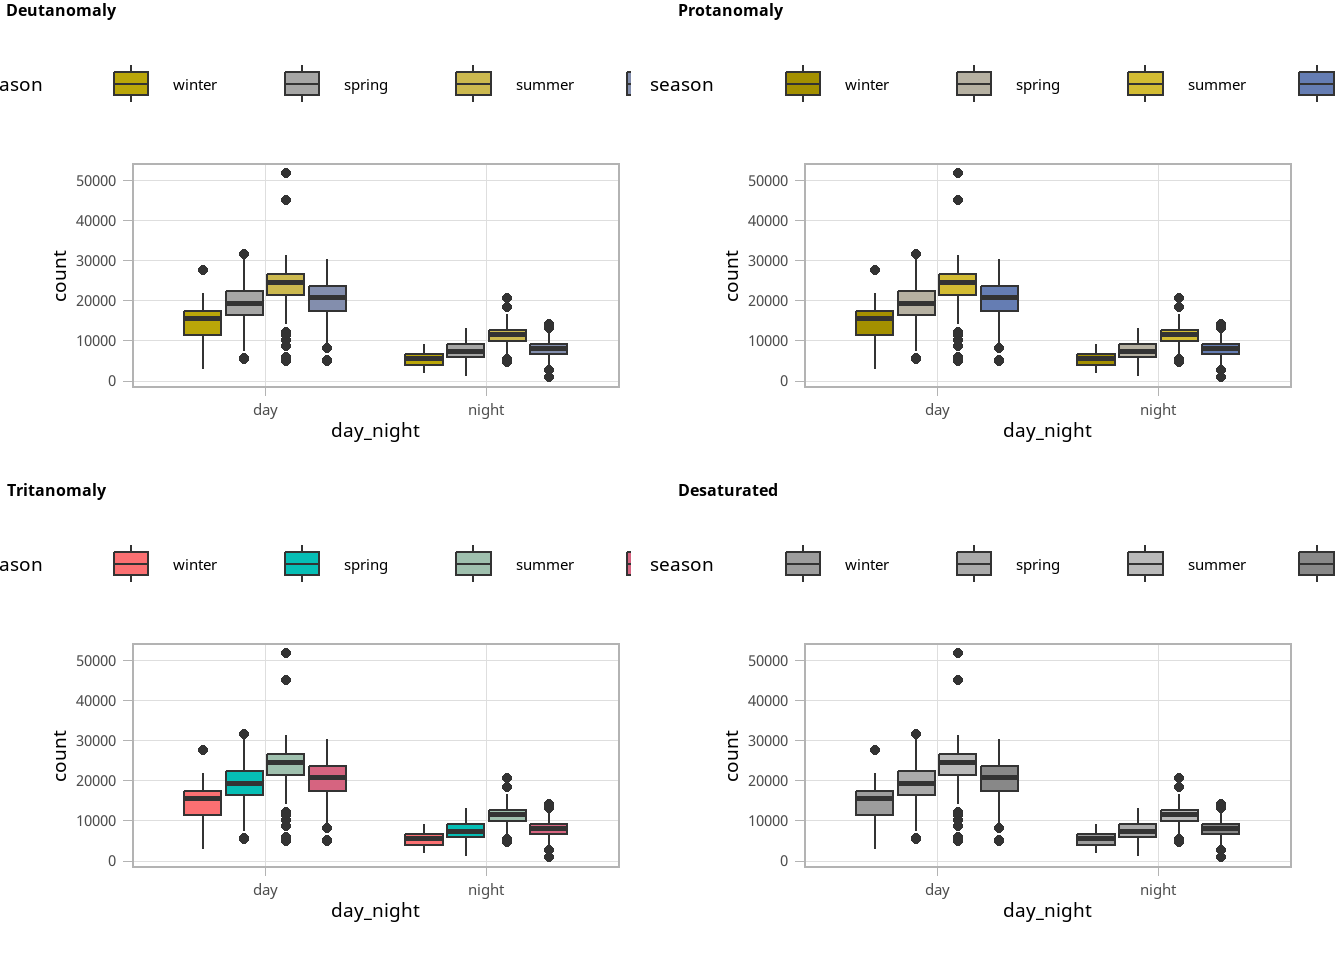 Deutanomaly
ason winter spring summer
50000
40000
30000
20000
10000
0
count
day night
day_night
Protanomaly
season winter spring summer
50000
40000
30000
20000
10000
0
count
day night
day_night
Tritanomaly
ason winter spring summer
50000
40000
30000
20000
10000
0
count
day night
day_night
Desaturated
season winter spring summer
50000
40000
30000
20000
10000
0
count
day night
day_night